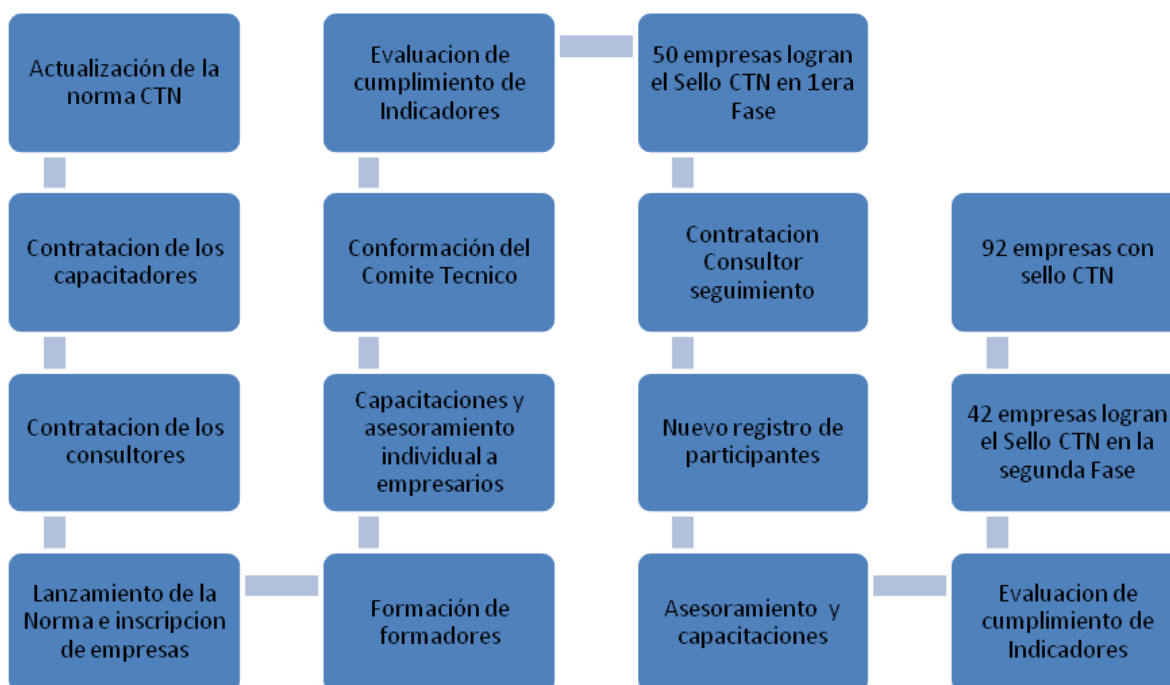 Actualización de la
norma CTN
Contratacion de los
capacitadores
Contratacion de los
consultores
Lanzamiento de la
Norma e inscripcion
de empresas
Formación de
formadores
Capacitaciones y
asesoramiento
individual a
empresarios
Conformación del
Comite Tecnico
Evaluacion de
cumplimiento de
Indicadores
50 empresas logran
el Sello CTN en 1era
Fase
Contratacion
Consultor
seguimiento
Nuevo registro de
participantes
Asesoramiento y
capacitaciones
Evaluacion de
cumplimiento de
Indicadores
42 empresas logran
el Sello CTN en la
segunda Fase
92 empresas con
sello CTN